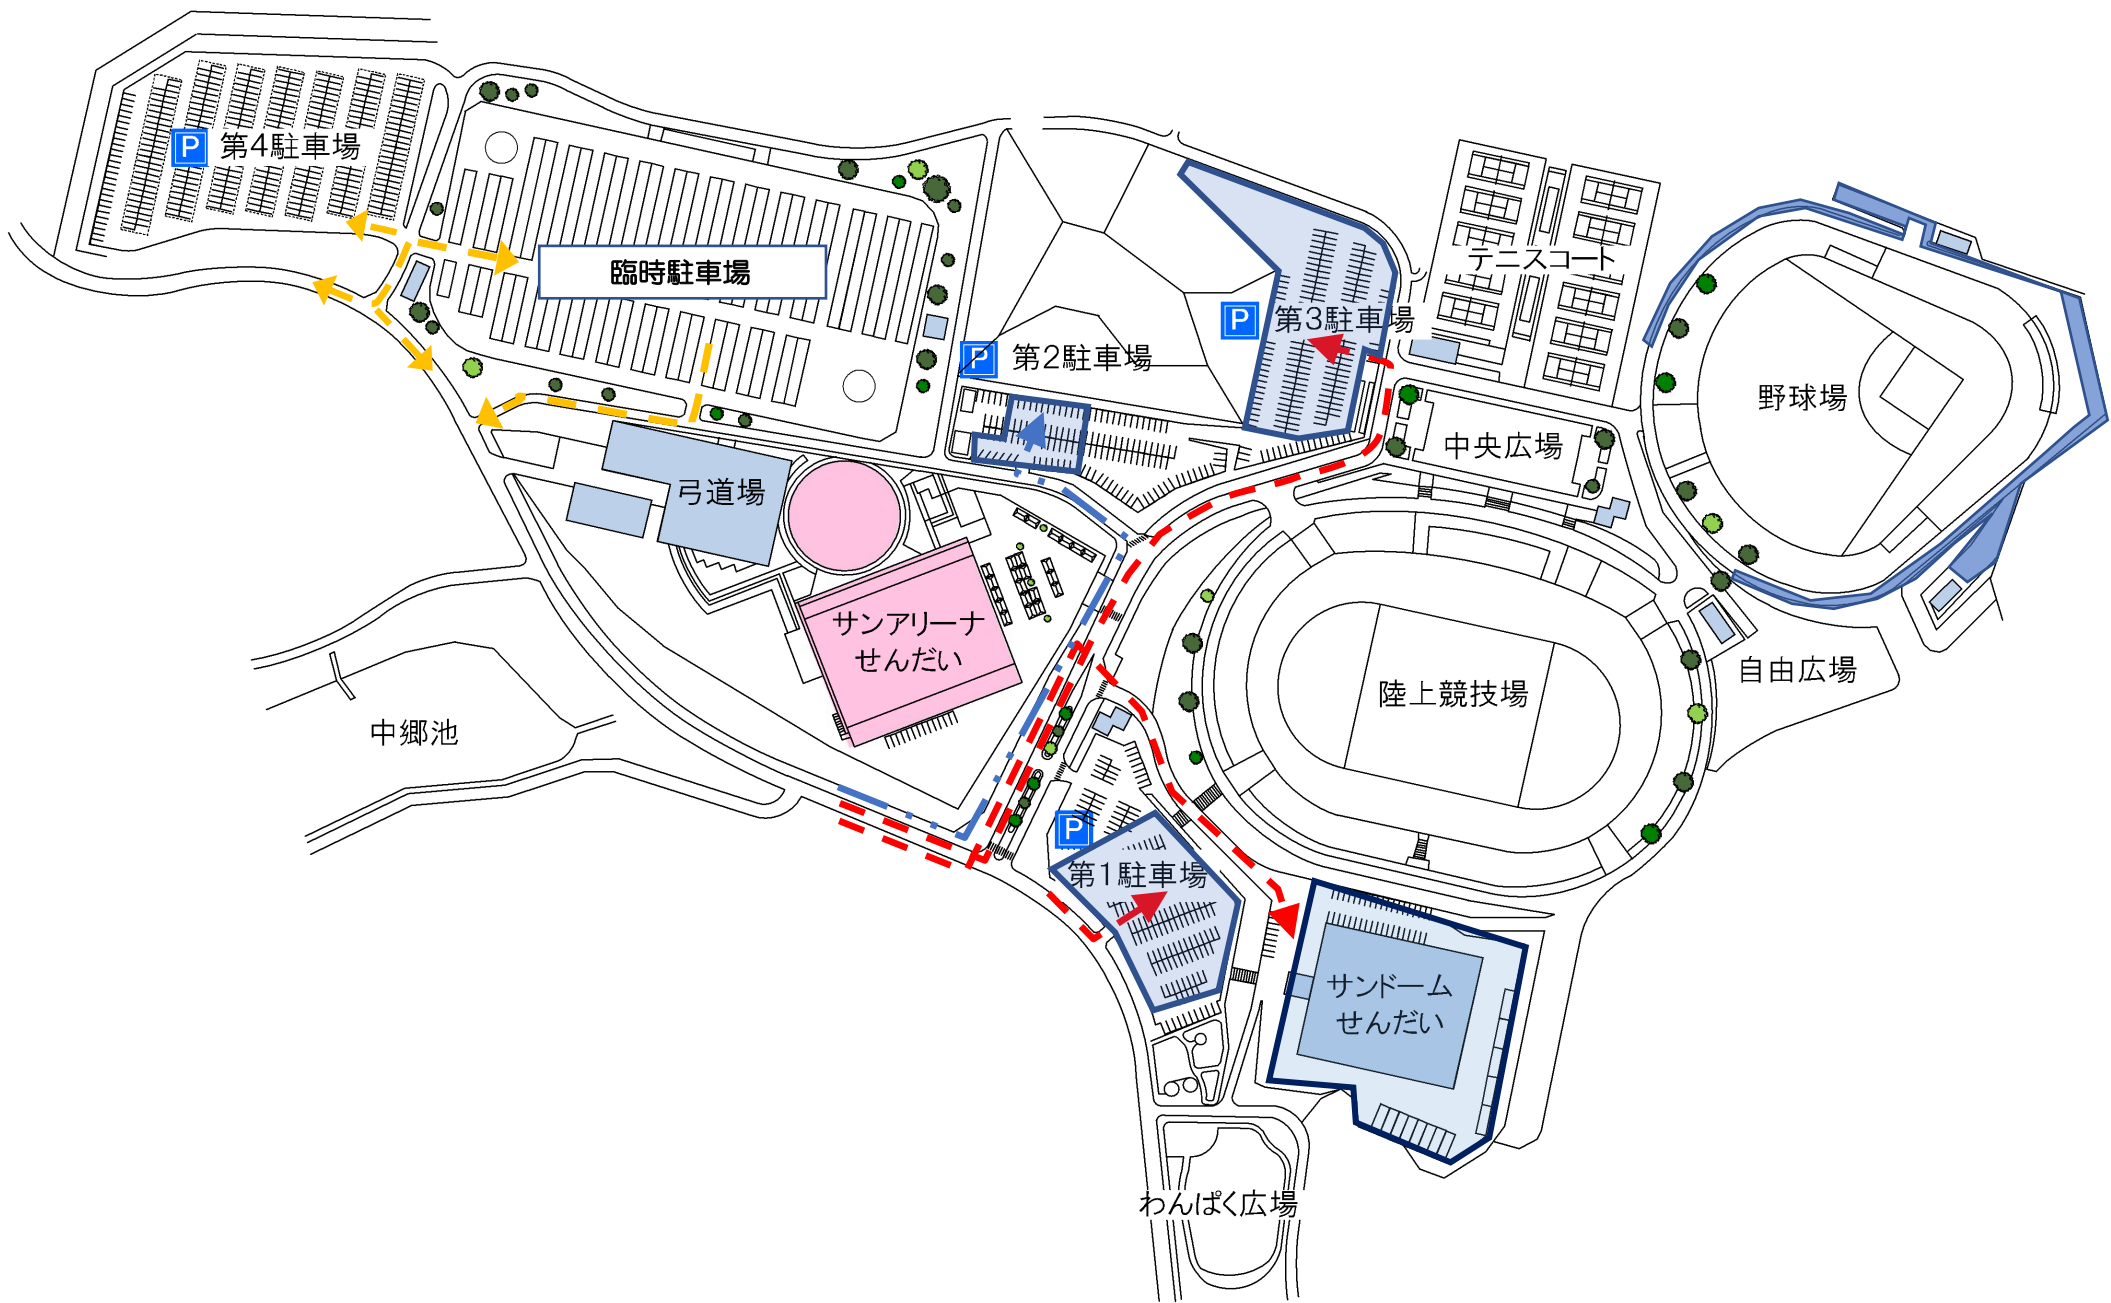 P 第4駐車場
臨時駐車場
テニスコート
P 第3駐車場
P 第2駐車場
野球場
中央広場
弓道場
サンアリーナ
せんだい
自由広場
陸上競技場
中郷池
P
第1駐車場
サンドーム
せんだい
わんぱく広場